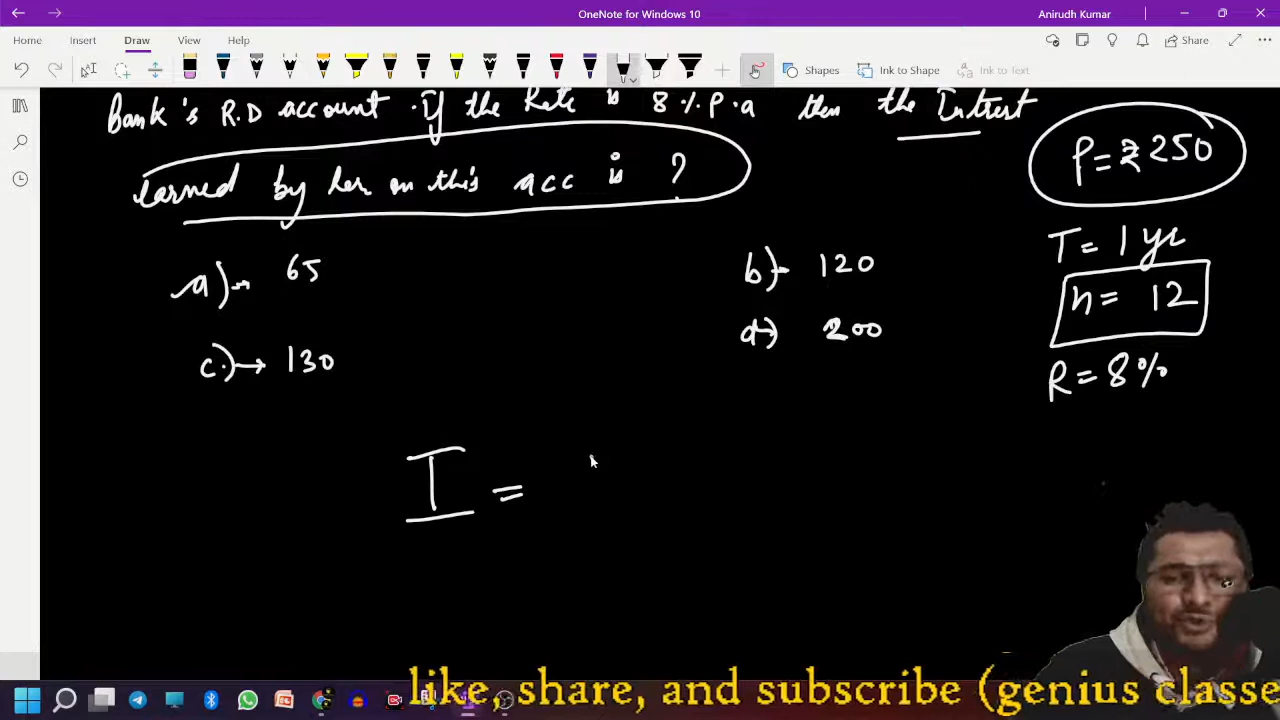 OneNote for Windows 10
Anirudh Kumar
Home Insert Draw View Help
Share
Shapes
Ink to Shape
Ink to Text
Bank's R.D account . If the Rate is 8 % P.a then the Intrest
earned by her on this acc is ?
P = ₹ 250
T = 1 yr
n = 12
R = 8%
a) → 65
b) - 120
c.) → 130
d) 200
I =
like, share, and subscribe (genius classe